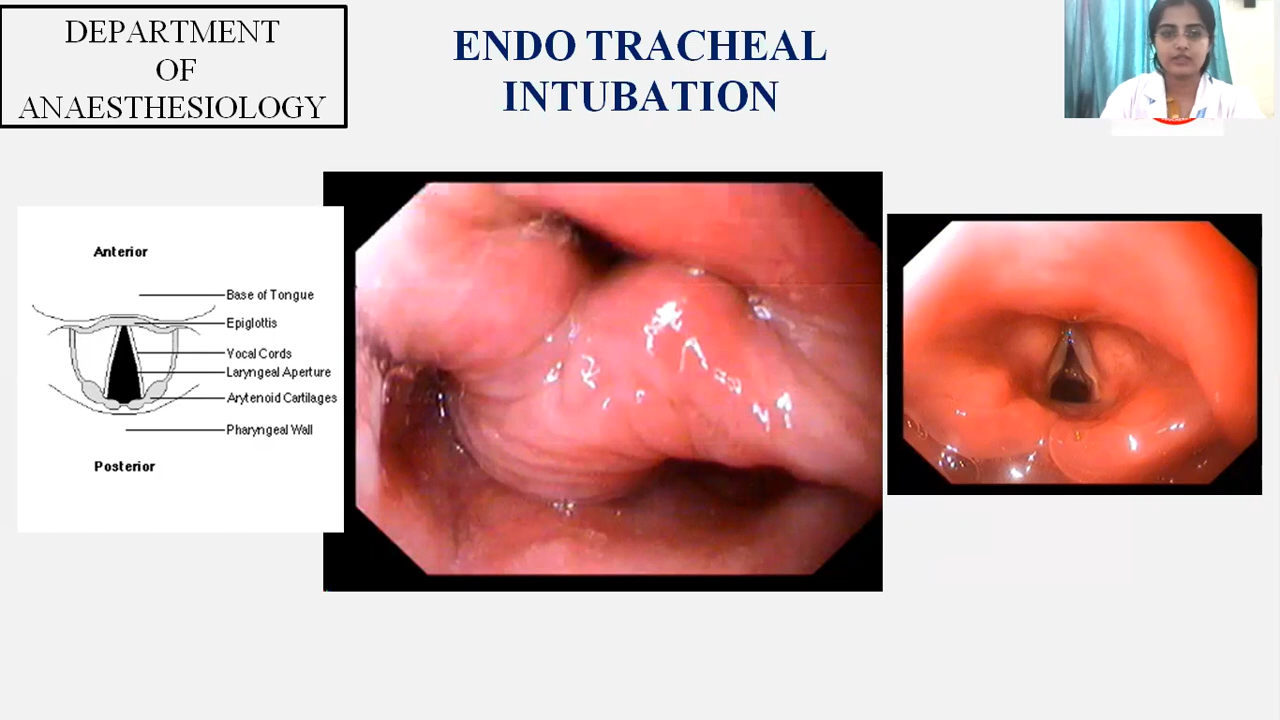 DEPARTMENT
OF
ANAESTHESIOLOGY
ENDO TRACHEAL
INTUBATION
Anterior
Base of Tongue
Epiglottis
Vocal Cords
Laryngeal Aperture
Arytenoid Cartilages
Pharyngeal Wall
Posterior